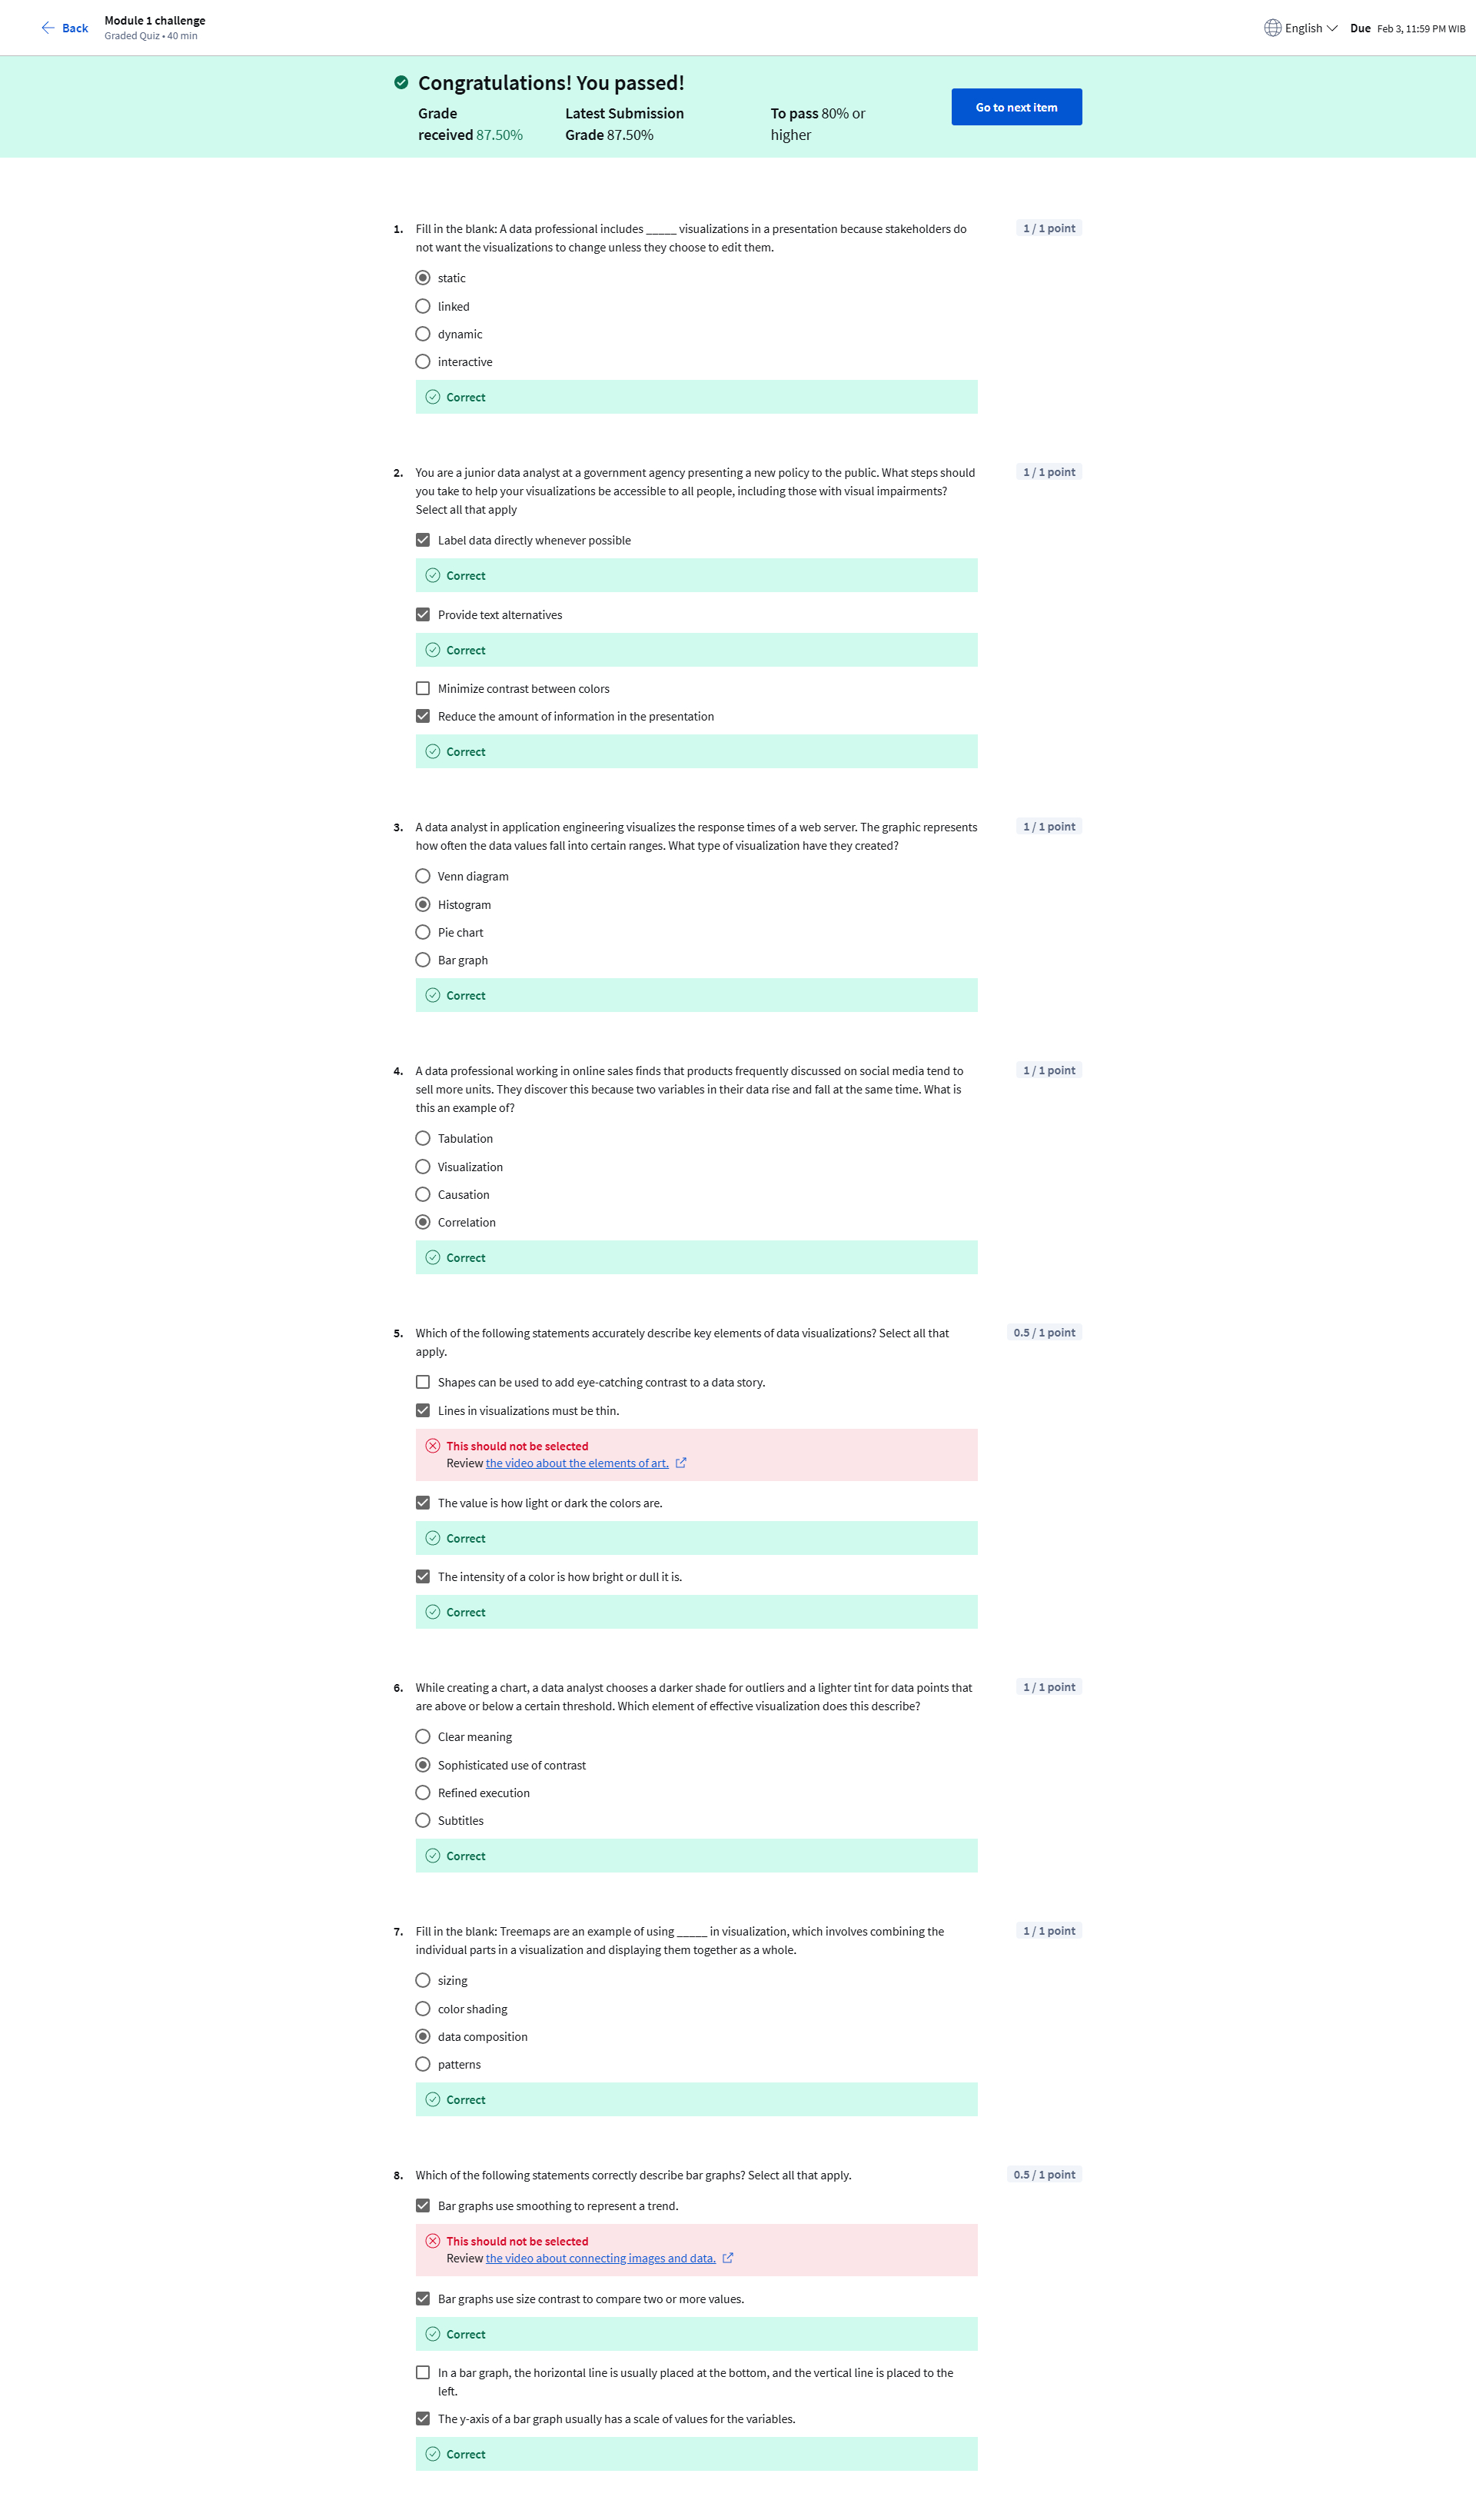 Back
Module 1 challenge
Graded Quiz • 40 min
English
Due Feb 3, 11:59 PM WIB
Congratulations! You passed!
Grade received 87.50%
Latest Submission Grade 87.50%
To pass 80% or higher
Go to next item
1. Fill in the blank: A data professional includes _____ visualizations in a presentation because stakeholders do
not want the visualizations to change unless they choose to edit them.
1 / 1 point
static
linked
dynamic
interactive
Correct
2. You are a junior data analyst at a government agency presenting a new policy to the public. What steps should
you take to help your visualizations be accessible to all people, including those with visual impairments?
Select all that apply
1 / 1 point
Label data directly whenever possible
Correct
Provide text alternatives
Correct
Minimize contrast between colors
Reduce the amount of information in the presentation
Correct
3. A data analyst in application engineering visualizes the response times of a web server. The graphic represents
how often the data values fall into certain ranges. What type of visualization have they created?
1 / 1 point
Venn diagram
Histogram
Pie chart
Bar graph
Correct
4. A data professional working in online sales finds that products frequently discussed on social media tend to
sell more units. They discover this because two variables in their data rise and fall at the same time. What is
this an example of?
1 / 1 point
Tabulation
Visualization
Causation
Correlation
Correct
5. Which of the following statements accurately describe key elements of data visualizations? Select all that
apply.
0.5 / 1 point
Shapes can be used to add eye-catching contrast to a data story.
Lines in visualizations must be thin.
This should not be selected
Review the video about the elements of art.
The value is how light or dark the colors are.
Correct
The intensity of a color is how bright or dull it is.
Correct
6. While creating a chart, a data analyst chooses a darker shade for outliers and a lighter tint for data points that
are above or below a certain threshold. Which element of effective visualization does this describe?
1 / 1 point
Clear meaning
Sophisticated use of contrast
Refined execution
Subtitles
Correct
7. Fill in the blank: Treemaps are an example of using _____ in visualization, which involves combining the
individual parts in a visualization and displaying them together as a whole.
1 / 1 point
sizing
color shading
data composition
patterns
Correct
8. Which of the following statements correctly describe bar graphs? Select all that apply.
0.5 / 1 point
Bar graphs use smoothing to represent a trend.
This should not be selected
Review the video about connecting images and data.
Bar graphs use size contrast to compare two or more values.
Correct
In a bar graph, the horizontal line is usually placed at the bottom, and the vertical line is placed to the
left.
The y-axis of a bar graph usually has a scale of values for the variables.
Correct